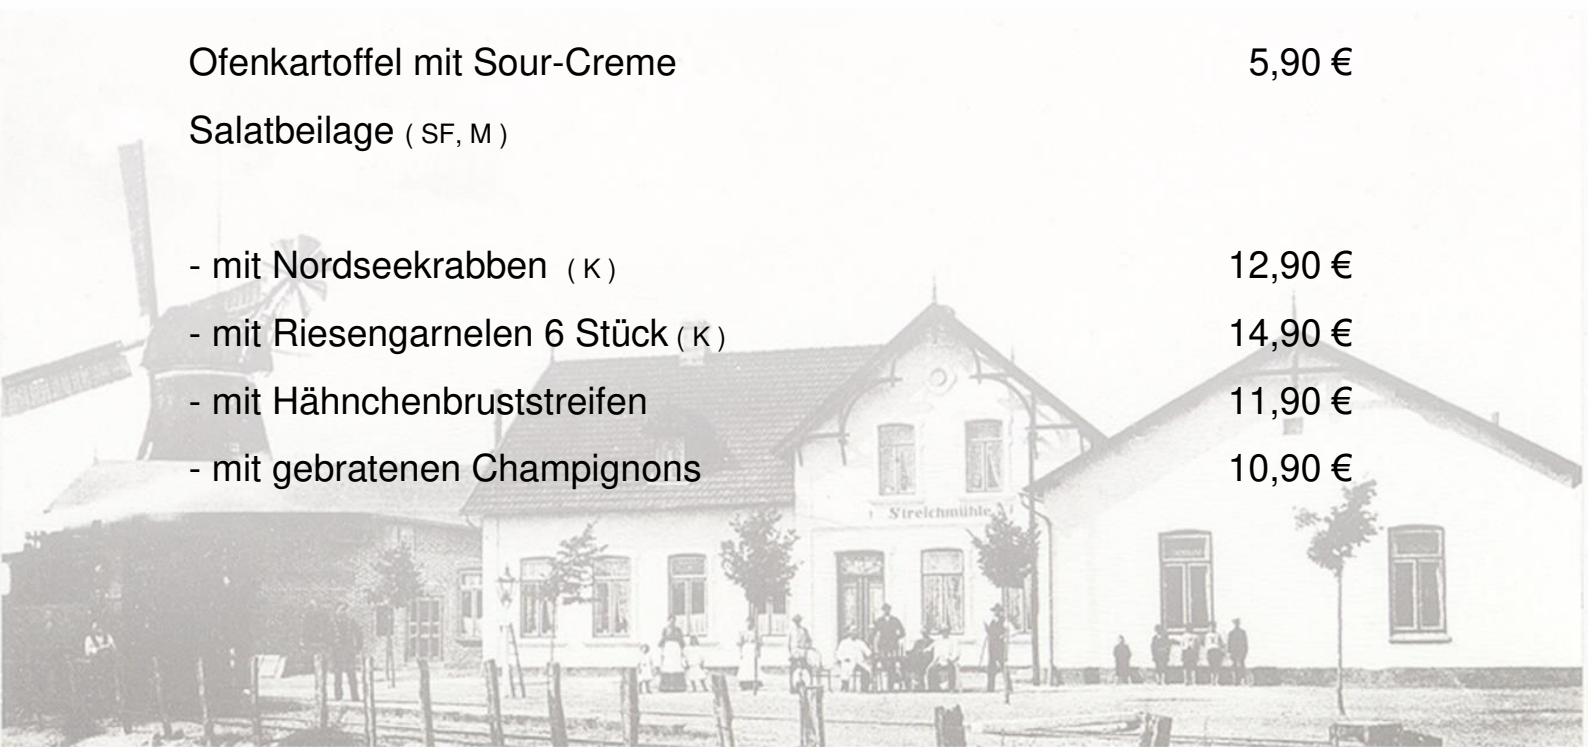 Ofenkartoffel mit Sour-Creme 5,90 €
Salatbeilage ( SF, M )
- mit Nordseekrabben ( K ) 12,90 €
- mit Riesengarnelen 6 Stück ( K ) 14,90 €
- mit Hähnchenbruststreifen 11,90 €
- mit gebratenen Champignons 10,90 €
Streichmühle